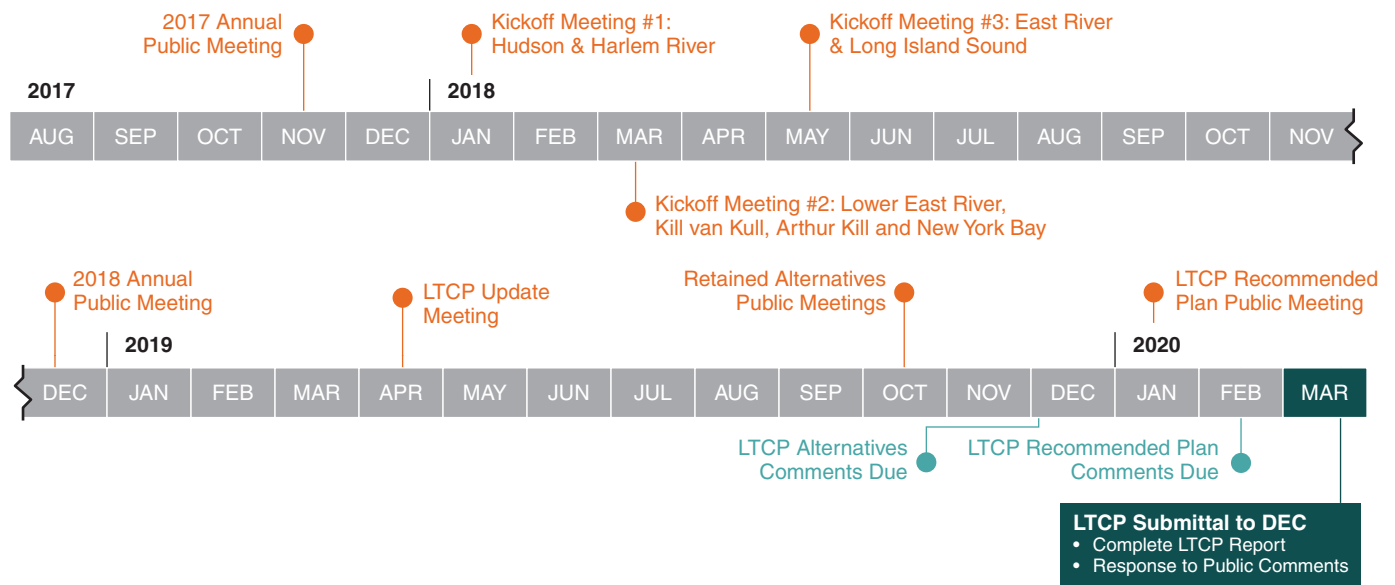 2017 Annual
Public Meeting
Kickoff Meeting #1:
Hudson & Harlem River
Kickoff Meeting #3: East River
& Long Island Sound
2017
2018
AUG SEP OCT NOV DEC JAN FEB MAR APR MAY JUN JUL AUG SEP OCT NOV
Kickoff Meeting #2: Lower East River,
Kill van Kull, Arthur Kill and New York Bay
2018 Annual
Public Meeting
LTCP Update
Meeting
Retained Alternatives
Public Meetings
LTCP Recommended
Plan Public Meeting
2019
2020
DEC JAN FEB MAR APR MAY JUN JUL AUG SEP OCT NOV DEC JAN FEB MAR
LTCP Alternatives
Comments Due
LTCP Recommended Plan
Comments Due
LTCP Submittal to DEC
• Complete LTCP Report
• Response to Public Comments